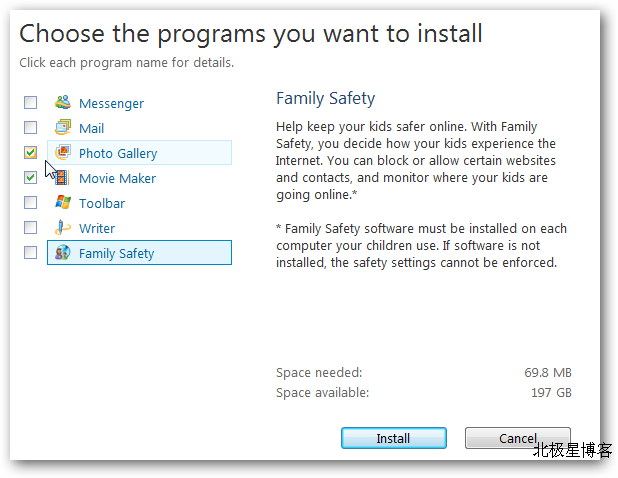 Choose the programs you want to install
Click each program name for details.
Messenger
Mail
Photo Gallery
Movie Maker
Toolbar
Writer
Family Safety
Family Safety
Help keep your kids safer online. With Family
Safety, you decide how your kids experience the
Internet. You can block or allow certain websites
and contacts, and monitor where your kids are
going online.*
* Family Safety software must be installed on each
computer your children use. If software is not
installed, the safety settings cannot be enforced.
Space needed: 69.8 MB
Space available: 197 GB
Install Cancel
北极星博客